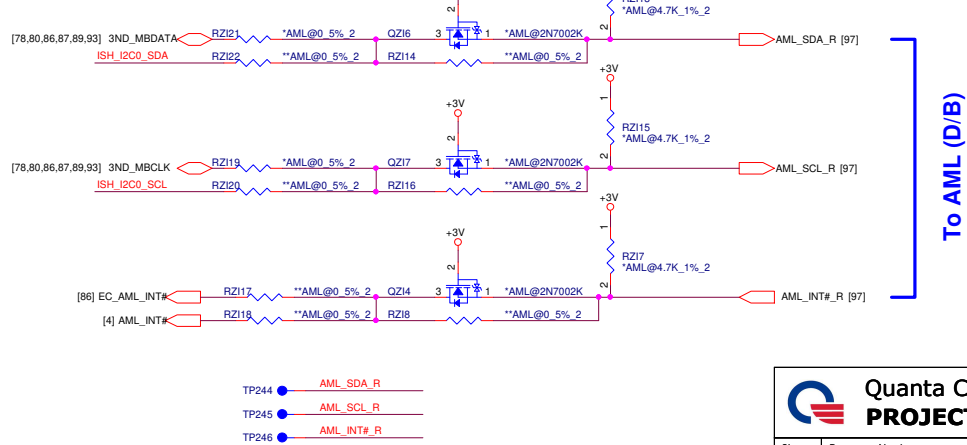 *AML@4.7K_1%_2
2
2
[78,80,86,87,89,93] 3ND_MBDATA RZI21 *AML@0_5%_2 QZI6 3 1 *AML@2N7002K AML_SDA_R [97]
ISH_I2C0_SDA RZI22 **AML@0_5%_2 RZI14 **AML@0_5%_2
+3V
1
RZI15
*AML@4.7K_1%_2
2
+3V
2
[78,80,86,87,89,93] 3ND_MBCLK RZI19 *AML@0_5%_2 QZI7 3 1 *AML@2N7002K AML_SCL_R [97]
ISH_I2C0_SCL RZI20 **AML@0_5%_2 RZI16 **AML@0_5%_2
To AML (D/B)
+3V
1
RZI7
*AML@4.7K_1%_2
2
+3V
2
[86] EC_AML_INT# RZI17 **AML@0_5%_2 QZI4 3 1 *AML@2N7002K AML_INT#_R [97]
[4] AML_INT# RZI18 **AML@0_5%_2 RZI8 **AML@0_5%_2
TP244 AML_SDA_R
TP245 AML_SCL_R
TP246 AML_INT#_R
Quanta C
PROJECT